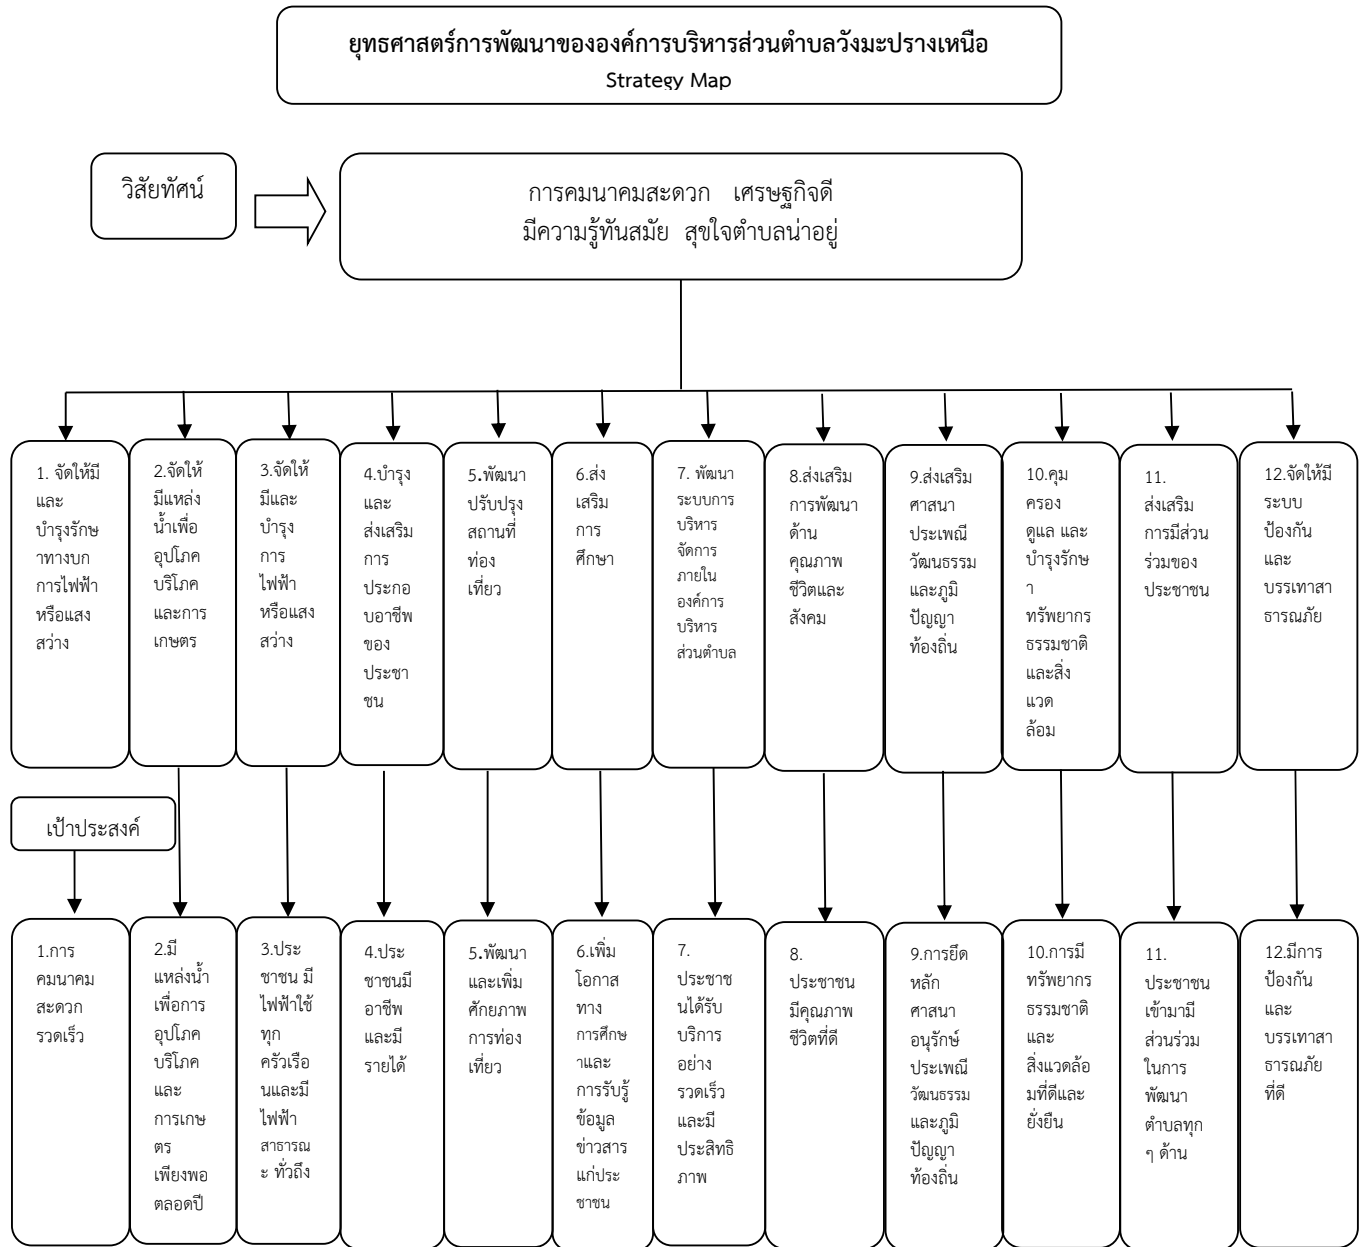 ยุทธศาสตร์การพัฒนาขององค์การบริหารส่วนตำบลวังมะปรางเหนือ
Strategy Map
วิสัยทัศน์
การคมนาคมสะดวก เศรษฐกิจดี
มีความรู้ทันสมัย สุขใจตำบลน่าอยู่
1. จัดให้มี
และ
บำรุงรักษ
าทางบก
การไฟฟ้า
หรือแสง
สว่าง
2.จัดให้
มีแหล่ง
น้ำเพื่อ
อุปโภค
บริโภค
และการ
เกษตร
3.จัดให้
มีและ
บำรุง
การ
ไฟฟ้า
หรือแสง
สว่าง
4.บำรุง
และ
ส่งเสริม
การ
ประกอ
บอาชีพ
ของ
ประชา
ชน
5.พัฒนา
ปรับปรุง
สถานที่
ท่อง
เที่ยว
6.ส่ง
เสริม
การ
ศึกษา
7. พัฒนา
ระบบการ
บริหาร
จัดการ
ภายใน
องค์การ
บริหาร
ส่วนตำบล
8.ส่งเสริม
การพัฒนา
ด้าน
คุณภาพ
ชีวิตและ
สังคม
9.ส่งเสริม
ศาสนา
ประเพณี
วัฒนธรรม
และภูมิ
ปัญญา
ท้องถิ่น
10.คุม
ครอง
ดูแล และ
บำรุงรักษ
า
ทรัพยากร
ธรรมชาติ
และสิ่ง
แวด
ล้อม
11.
ส่งเสริม
การมีส่วน
ร่วมของ
ประชาชน
12.จัดให้มี
ระบบ
ป้องกัน
และ
บรรเทาสา
ธารณภัย
เป้าประสงค์
1.การ
คมนาคม
สะดวก
รวดเร็ว
2.มี
แหล่งน้ำ
เพื่อการ
อุปโภค
บริโภค
และ
การเกษ
ตร
เพียงพอ
ตลอดปี
3.ประ
ชาชน มี
ไฟฟ้าใช้
ทุก
ครัวเรือ
นและมี
ไฟฟ้า
สาธารณ
ะ ทั่วถึง
4.ประ
ชาชนมี
อาชีพ
และมี
รายได้
5.พัฒนา
และเพิ่ม
ศักยภาพ
การท่อง
เที่ยว
6.เพิ่ม
โอกาส
ทาง
การศึกษ
าและ
การรับรู้
ข้อมูล
ข่าวสาร
แก่ประ
ชาชน
7.
ประชาช
นได้รับ
บริการ
อย่าง
รวดเร็ว
และมี
ประสิทธิ
ภาพ
8.
ประชาชน
มีคุณภาพ
ชีวิตที่ดี
9.การยึด
หลัก
ศาสนา
อนุรักษ์
ประเพณี
วัฒนธรรม
และภูมิ
ปัญญา
ท้องถิ่น
10.การมี
ทรัพยากร
ธรรมชาติ
และ
สิ่งแวดล้อ
มที่ดีและ
ยั่งยืน
11.
ประชาชน
เข้ามามี
ส่วนร่วม
ในการ
พัฒนา
ตำบลทุก
ๆ ด้าน
12.มีการ
ป้องกัน
และ
บรรเทาสา
ธารณภัย
ที่ดี